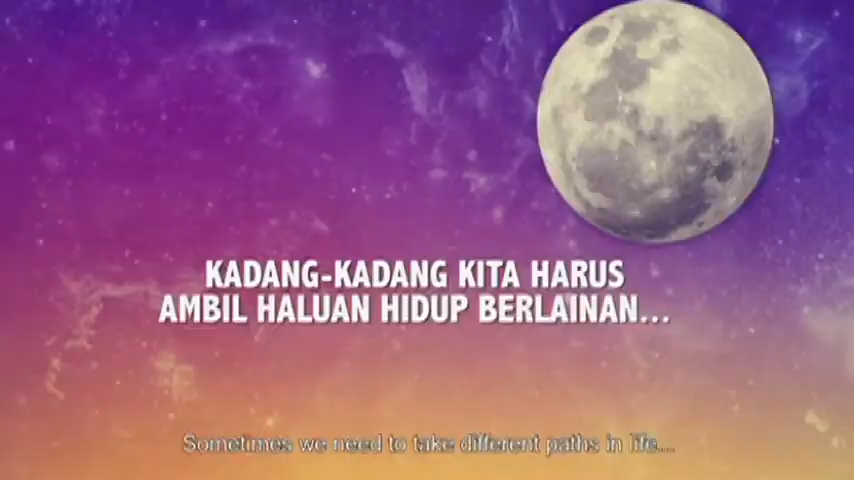 KADANG-KADANG KITA HARUS
AMBIL HALUAN HIDUP BERLAINAN...
Sometimes we need to take different paths in life...